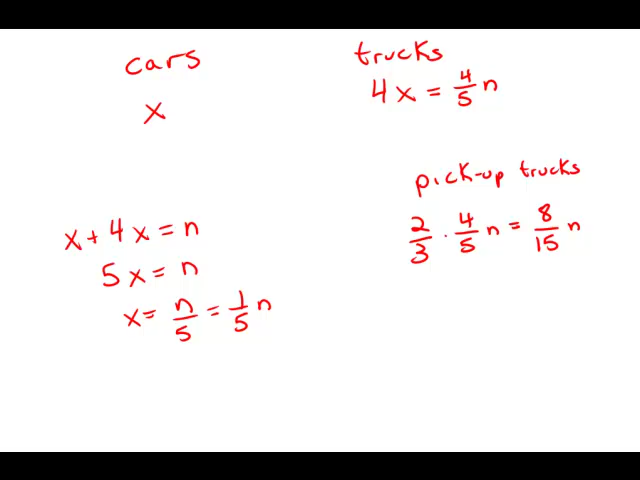 cars
x
trucks
4x = 4/5 n
pick-up trucks
2/3 · 4/5 n = 8/15 n
x + 4x = n
5x = n
x = n/5 = 1/5 n